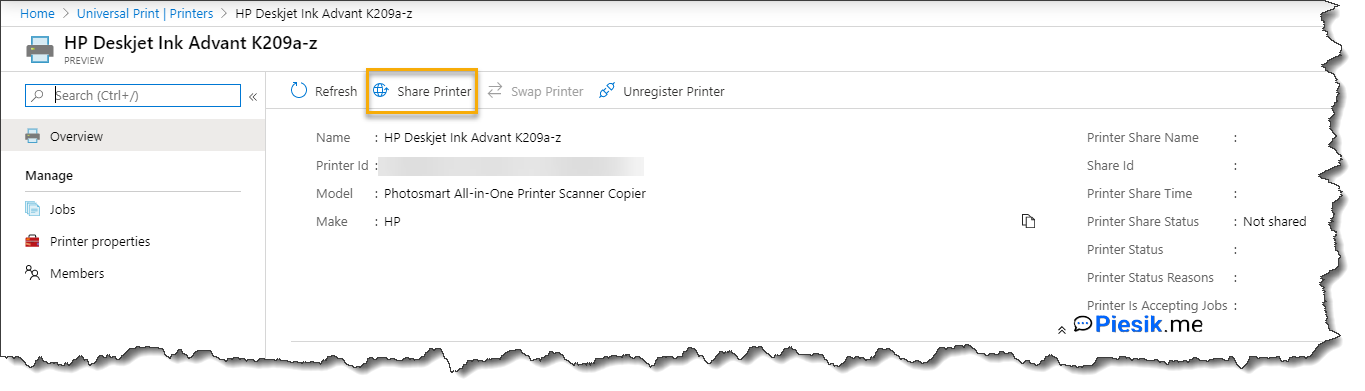 Home > Universal Print | Printers > HP Deskjet Ink Advant K209a-z
HP Deskjet Ink Advant K209a-z
PREVIEW
Search (Ctrl+/)
«
Overview
Manage
Jobs
Printer properties
Members
Refresh Share Printer Swap Printer Unregister Printer
Name : HP Deskjet Ink Advant K209a-z
Printer Id :
Model : Photosmart All-in-One Printer Scanner Copier
Make : HP
Printer Share Name :
Share Id :
Printer Share Time :
Printer Share Status : Not shared
Printer Status :
Printer Status Reasons :
Printer Is Accepting Jobs :
Piesik.me